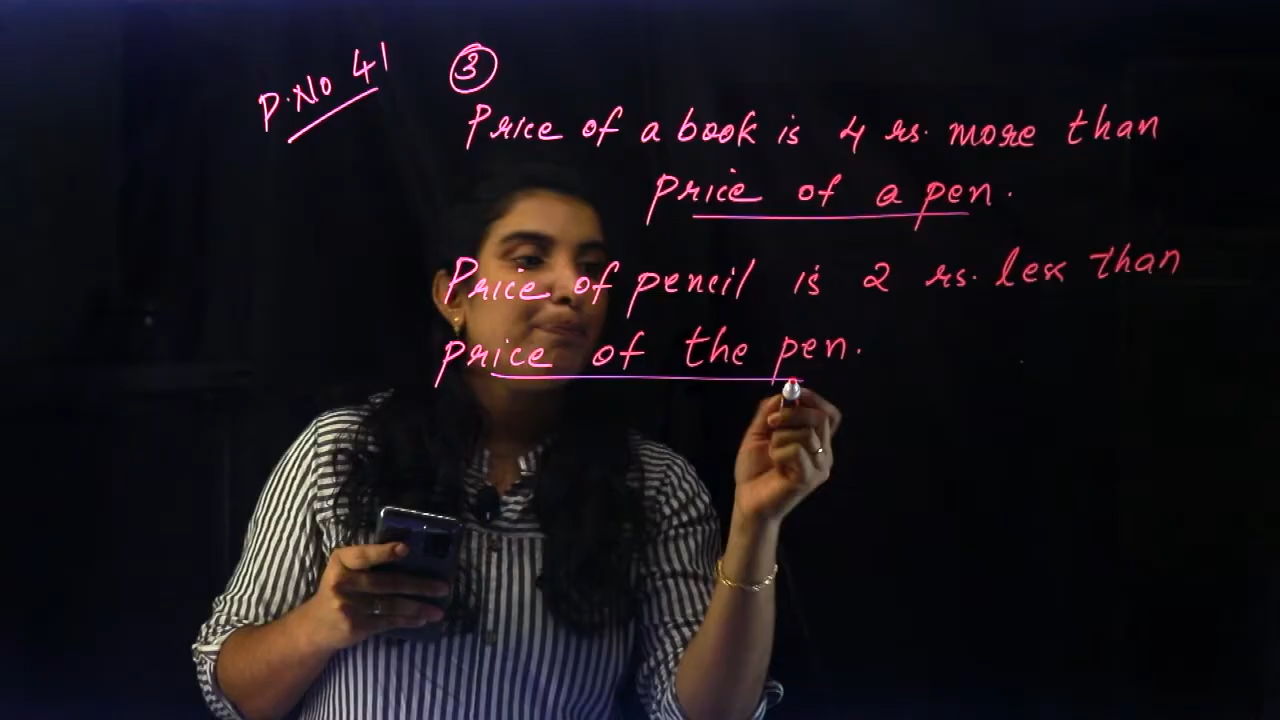 P.No 41
3
Price of a book is 4 rs. more than
price of a pen.
Price of pencil is 2 rs. less than
price of the pen.